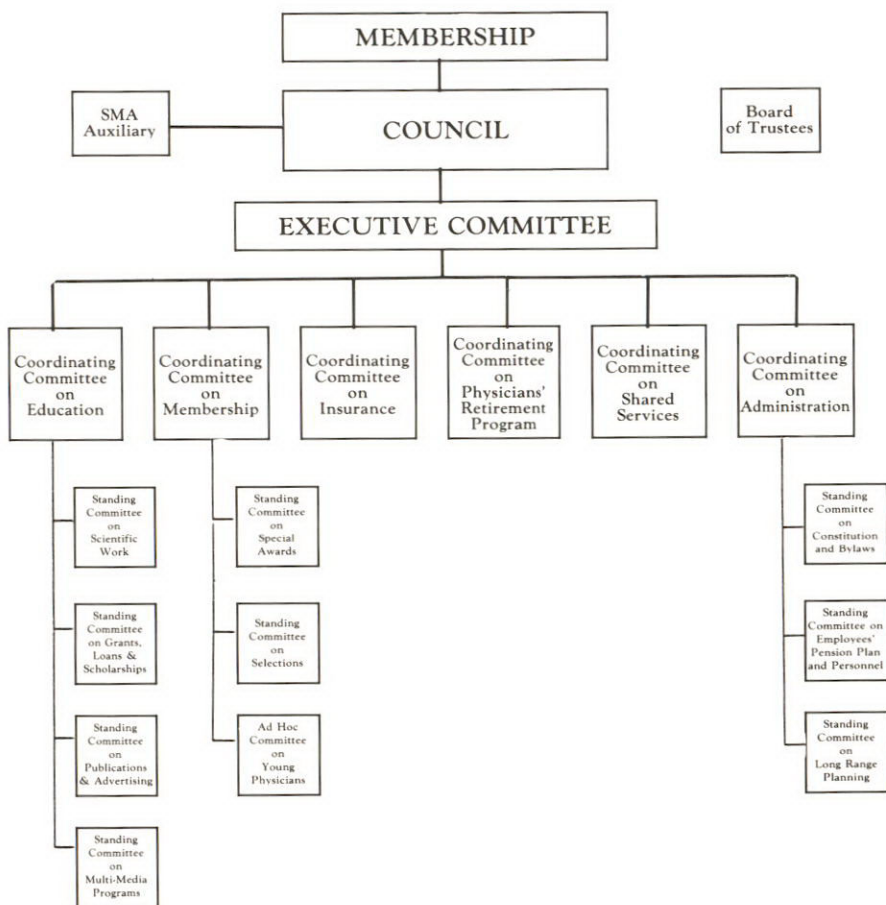 MEMBERSHIP
SMA
Auxiliary
COUNCIL
Board
of Trustees
EXECUTIVE COMMITTEE
Coordinating
Committee
on
Education
Coordinating
Committee
on
Membership
Coordinating
Committee
on
Insurance
Coordinating
Committee
on
Physicians'
Retirement
Program
Coordinating
Committee
on
Shared
Services
Coordinating
Committee
on
Administration
Standing
Committee
on
Scientific
Work
Standing
Committee
on Grants,
Loans &
Scholarships
Standing
Committee
on
Publications
& Advertising
Standing
Committee
on
Multi-Media
Programs
Standing
Committee
on
Special
Awards
Standing
Committee
on
Selections
Ad Hoc
Committee
on
Young
Physicians
Standing
Committee
on
Constitution
and Bylaws
Standing
Committee on
Employees'
Pension Plan
and Personnel
Standing
Committee
on
Long Range
Planning